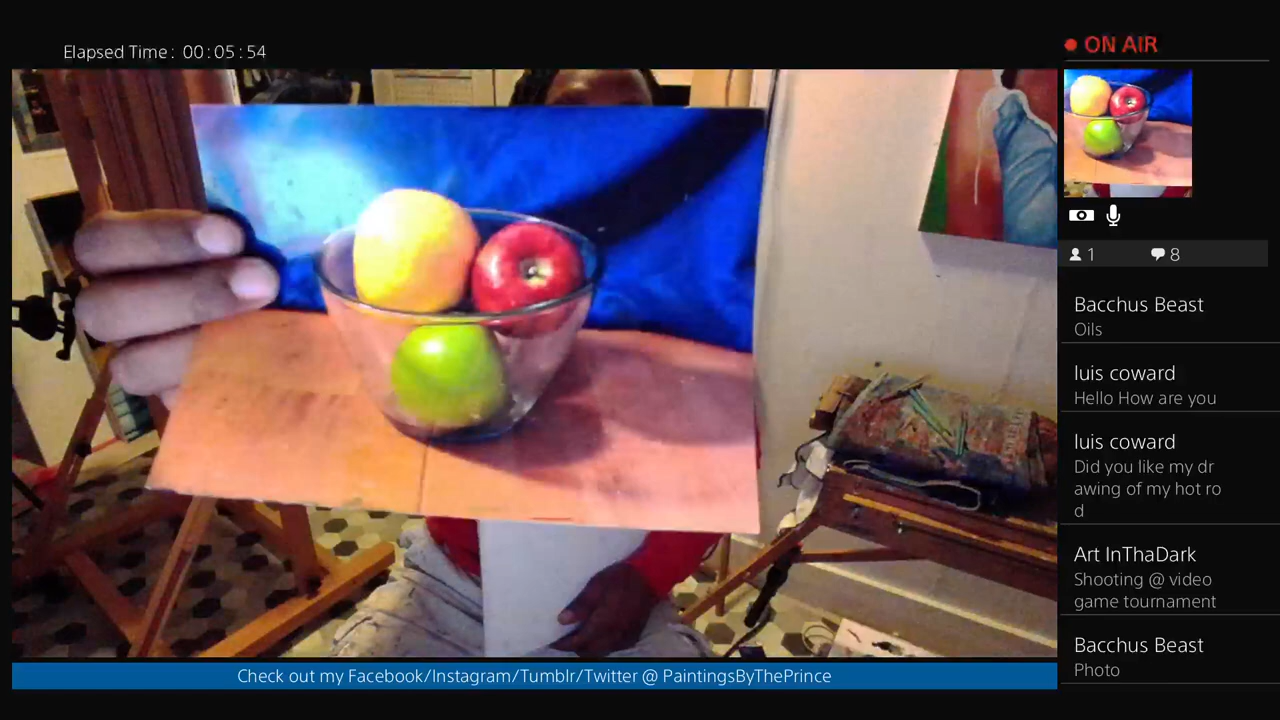 Elapsed Time: 00:05:54
ON AIR
1 8
Bacchus Beast
Oils
luis coward
Hello How are you
luis coward
Did you like my dr
awing of my hot ro
d
Art InThaDark
Shooting @ video
game tournament
Bacchus Beast
Photo
Check out my Facebook/Instagram/Tumblr/Twitter @ PaintingsByThePrince